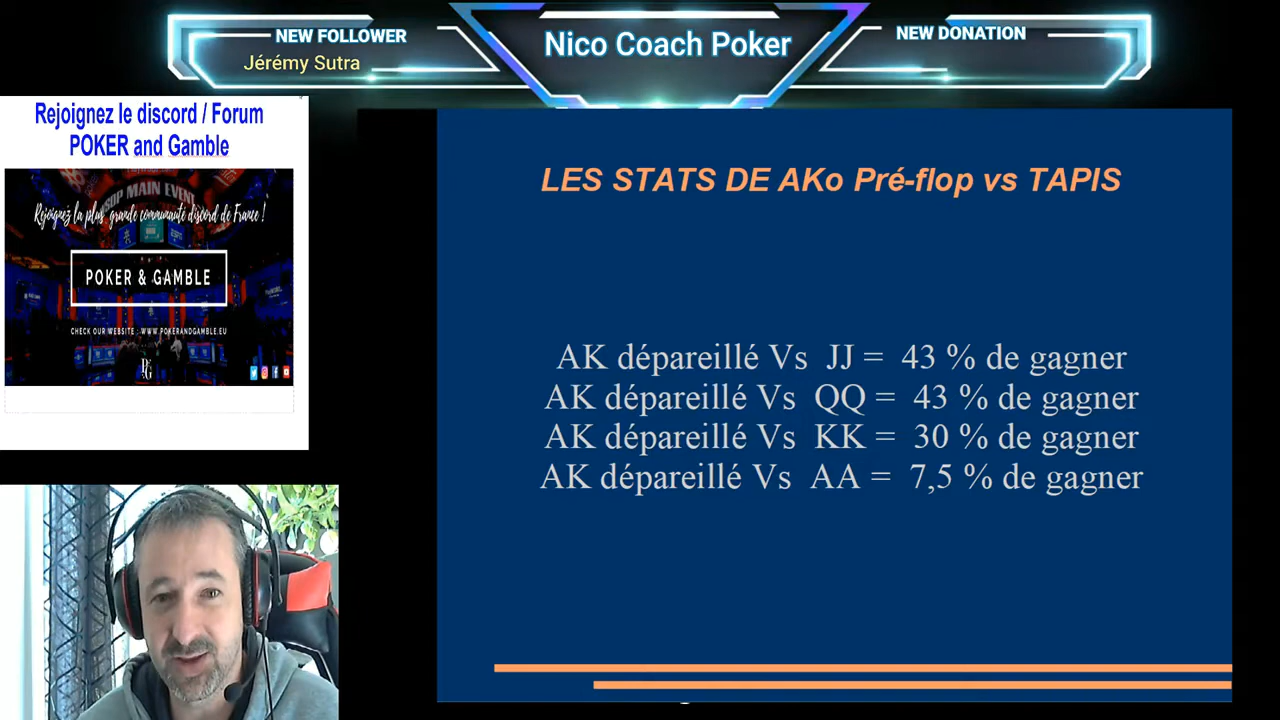 NEW FOLLOWER
Jérémy Sutra
Nico Coach Poker
NEW DONATION
Rejoignez le discord / Forum
POKER and Gamble
WSOP MAIN EVENT
Rejoignez la plus grande communauté discord de France !
POKER & GAMBLE
CHECK OUR WEBSITE : WWW.POKERANDGAMBLE.EU
LES STATS DE AKo Pré-flop vs TAPIS
AK dépareillé Vs JJ = 43 % de gagner
AK dépareillé Vs QQ = 43 % de gagner
AK dépareillé Vs KK = 30 % de gagner
AK dépareillé Vs AA = 7,5 % de gagner